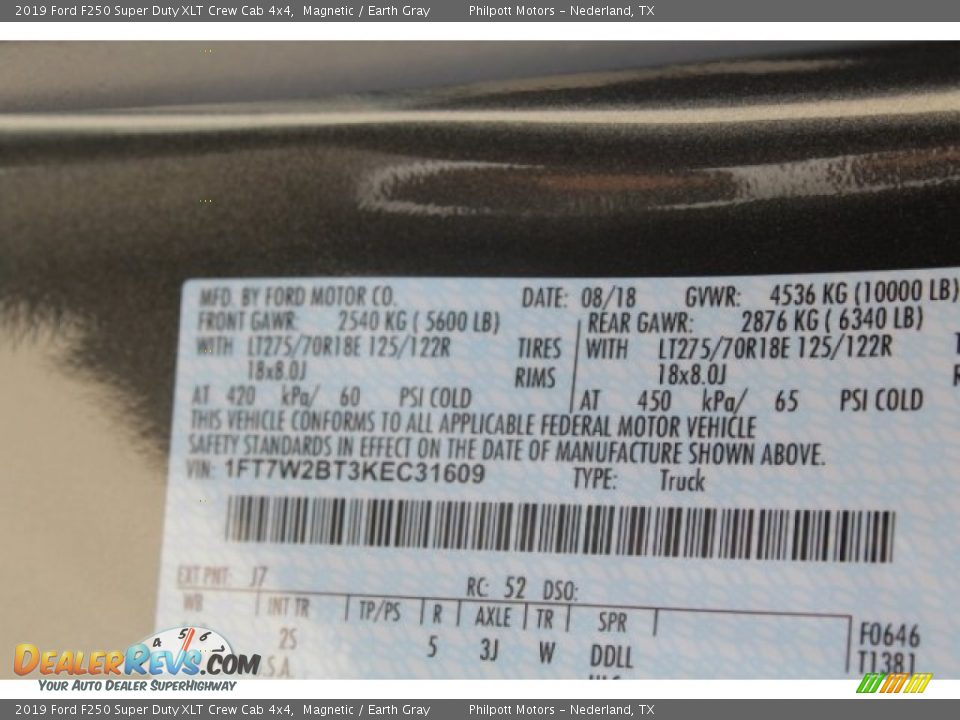 2019 Ford F250 Super Duty XLT Crew Cab 4x4, Magnetic / Earth Gray Philpott Motors - Nederland, TX
MFD. BY FORD MOTOR CO. DATE: 08/18 GVWR: 4536 KG (10000 LB)
FRONT GAWR: 2540 KG ( 5600 LB) REAR GAWR: 2876 KG ( 6340 LB)
WITH LT275/70R18E 125/122R TIRES WITH LT275/70R18E 125/122R
18x8.0J RIMS 18x8.0J
AT 420 kPa/ 60 PSI COLD AT 450 kPa/ 65 PSI COLD
THIS VEHICLE CONFORMS TO ALL APPLICABLE FEDERAL MOTOR VEHICLE
SAFETY STANDARDS IN EFFECT ON THE DATE OF MANUFACTURE SHOWN ABOVE.
VIN: 1FT7W2BT3KEC31609 TYPE: Truck
EXT PNT: J7 RC: 52 DSO:
WB INT TR TP/PS R AXLE TR SPR
2S 5 3J W DDLL
F0646
T1381
4 5 6
DEALERREVS.COM
YOUR AUTO DEALER SUPERHIGHWAY
2019 Ford F250 Super Duty XLT Crew Cab 4x4, Magnetic / Earth Gray Philpott Motors - Nederland, TX